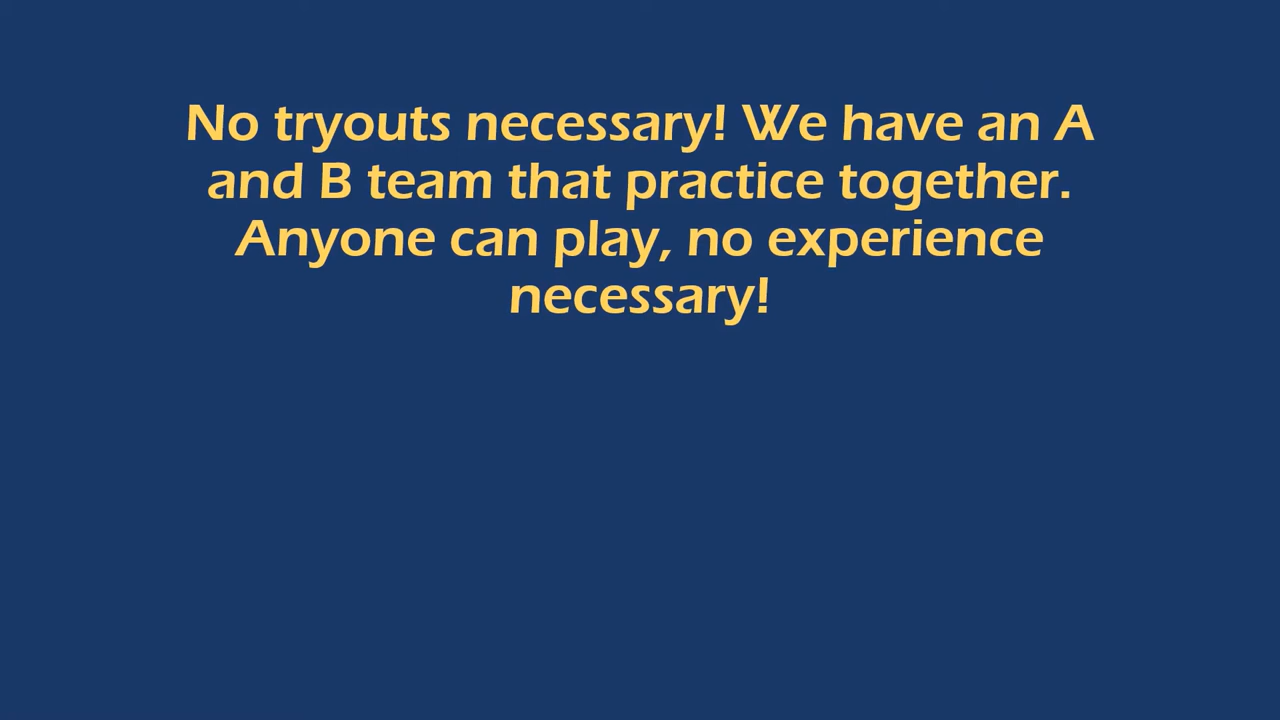 No tryouts necessary! We have an A
and B team that practice together.
Anyone can play, no experience
necessary!